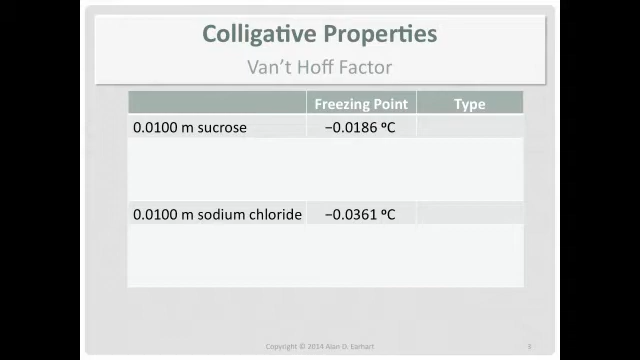 Colligative Properties
Van't Hoff Factor
Freezing Point Type
0.0100 m sucrose −0.0186 ºC
0.0100 m sodium chloride −0.0361 ºC
Copyright © 2014 Alan D. Earhart 3